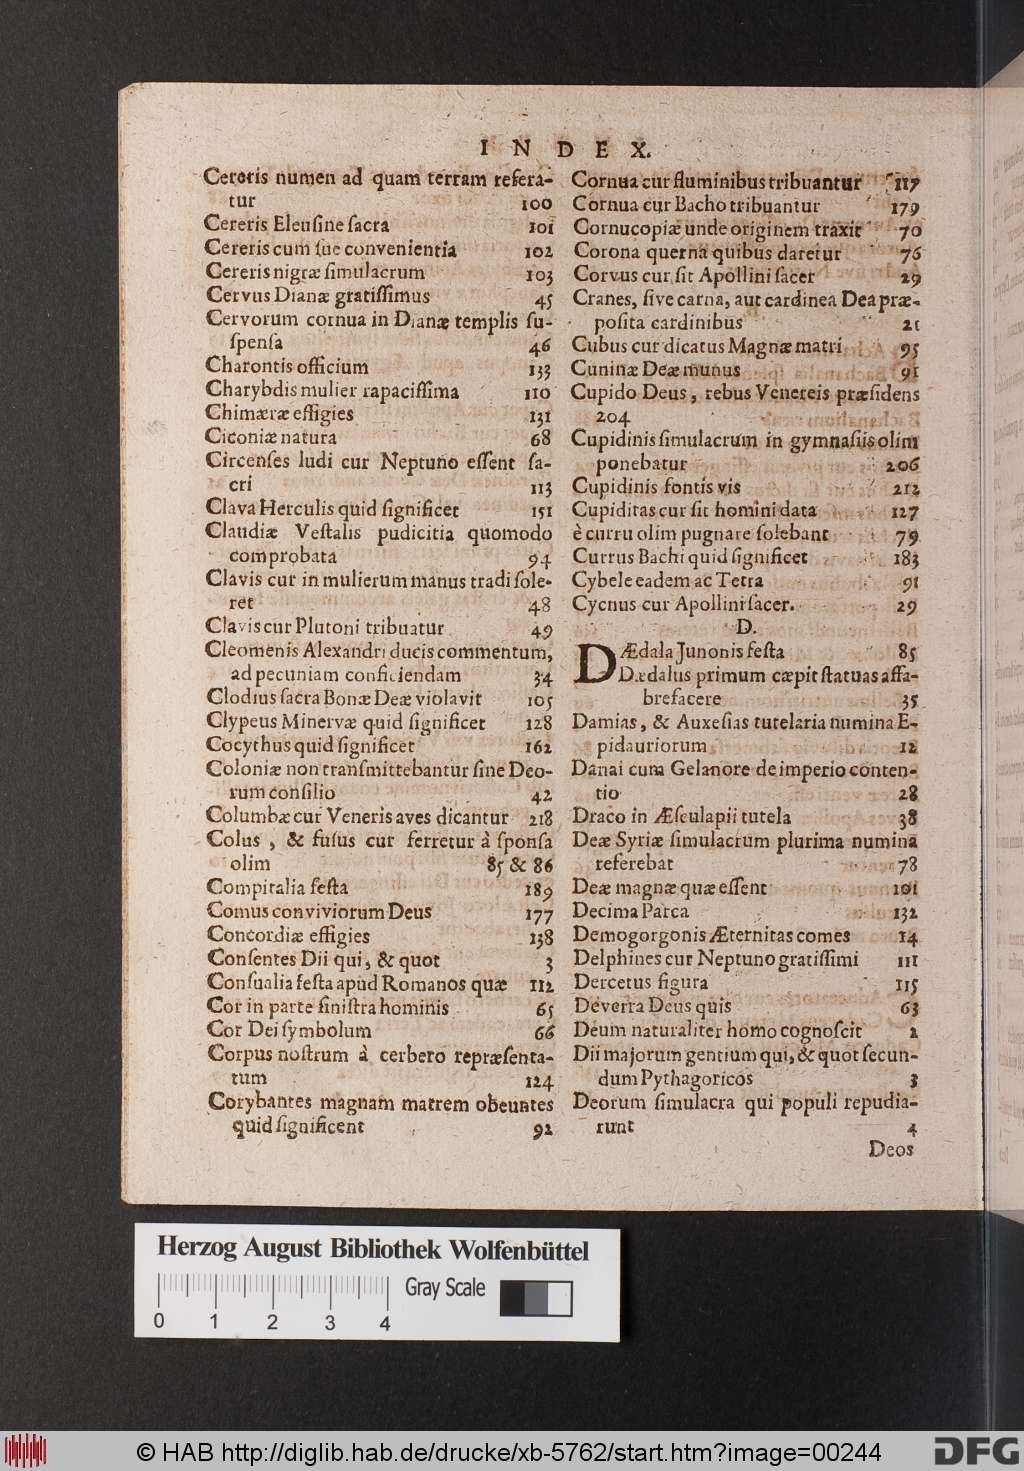 INDEX.
Cereris numen ad quam terram referа-
tur 100
Cereris Eleusine sacra 101
Cereris cum sue convenientia 102
Cereris nigræ simulacrum 103
Cervus Dianæ gratissimus 45
Cervorum cornua in Dianæ templis su-
spensa 46
Charontis officium 133
Charybdis mulier rapacissima 110
Chimæræ effigies 131
Ciconiæ natura 68
Circenses ludi cur Neptuno essent sa-
cri 113
Clava Herculis quid significet 151
Claudiæ Vestalis pudicitia quomodo
comprobata 94
Clavis cur in mulierum manus tradi sole-
ret 48
Clavis cur Plutoni tribuatur 49
Cleomenis Alexandri ducis commentum,
ad pecuniam conficiendam 34
Clodius sacra Bonæ Deæ violavit 105
Clypeus Minervæ quid significet 128
Cocythus quid significet 162
Coloniæ non transmittebantur sine Deo-
rum consilio 42
Columbæ cur Veneris aves dicantur 218
Colus, & fusus cur ferretur à sponsa
olim 85 & 86
Compitalia festa 189
Comus conviviorum Deus 177
Concordiæ effigies 138
Consentes Dii qui, & quot 3
Consualia festa apud Romanos quæ 112
Cor in parte sinistra hominis 65
Cor Dei symbolum 66
Corpus nostrum à cerbero repræsenta-
tum 124
Corybantes magnam matrem obeuntes
quid significent 92
Cornua cur fluminibus tribuantur 117
Cornua cur Bacho tribuantur 179
Cornucopiæ unde originem traxit 70
Corona querna quibus daretur 76
Corvus cur sit Apollini sacer 29
Cranes, sive carna, aut cardinea Dea præ-
posita cardinibus 21
Cubus cur dicatus Magnæ matri 95
Cuninæ Deæ munus 91
Cupido Deus, rebus Venereis præsidens
204
Cupidinis simulacrum in gymnasiis olim
ponebatur 206
Cupidinis fontis vis 212
Cupiditas cur sit homini data 127
è curru olim pugnare solebant 79
Currus Bachi quid significet 183
Cybele eadem ac Terra 91
Cycnus cur Apollini sacer. 29
D.
DÆdala Junonis festa 85
Dædalus primum cæpit statuas affa-
bre facere 35
Damias, & Auxesias tutelaria numina E-
pidauriorum 12
Danai cum Gelanore de imperio conten-
tio 28
Draco in Æsculapii tutela 38
Deæ Syriæ simulacrum plurima numina
referebat 78
Deæ magnæ quæ essent 101
Decima Parca 132
Demogorgonis Æternitas comes 14
Delphines cur Neptuno gratissimi 111
Dercetus figura 115
Deverra Deus quis 63
Deum naturaliter homo cognoscit 2
Dii majorum gentium qui, & quot secun-
dum Pythagoricos 3
Deorum simulacra qui populi repudia-
runt 4
Deos
Herzog August Bibliothek Wolfenbüttel
Gray Scale
0 1 2 3 4
© HAB http://diglib.hab.de/drucke/xb-5762/start.htm?image=00244
DFG